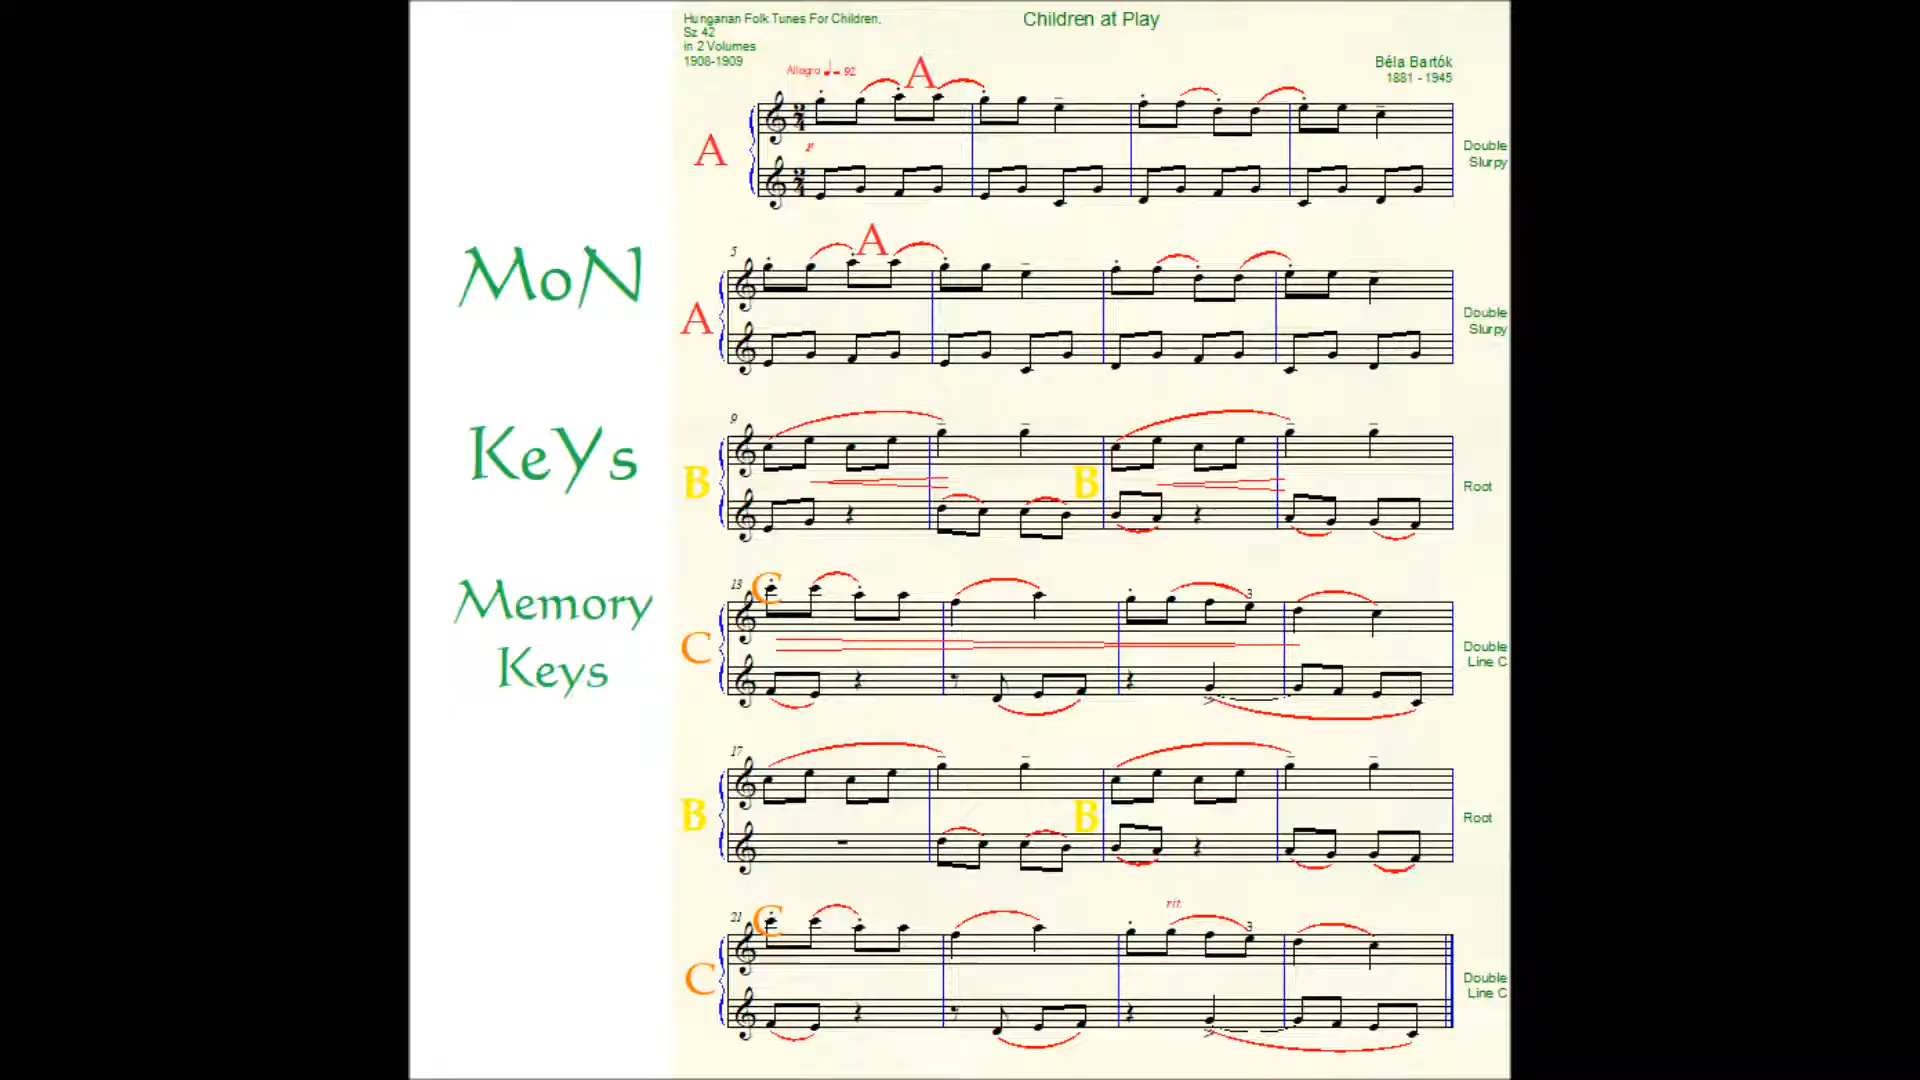 Hungarian Folk Tunes For Children,
Sz 42
in 2 Volumes
1908-1909
Children at Play
Béla Bartók
1881 - 1945
Allegro ♩= 92
A
A
p
Double
Slurpy
MoN
KeYs
Memory
Keys
5
A
A
Double
Slurpy
9
B
B
Root
13
C
C
3
Double
Line C
17
B
B
Root
21
C
C
rit.
3
Double
Line C